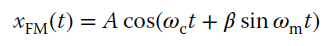 x_FM(t) = A cos(ω_c t + β sin ω_m t)